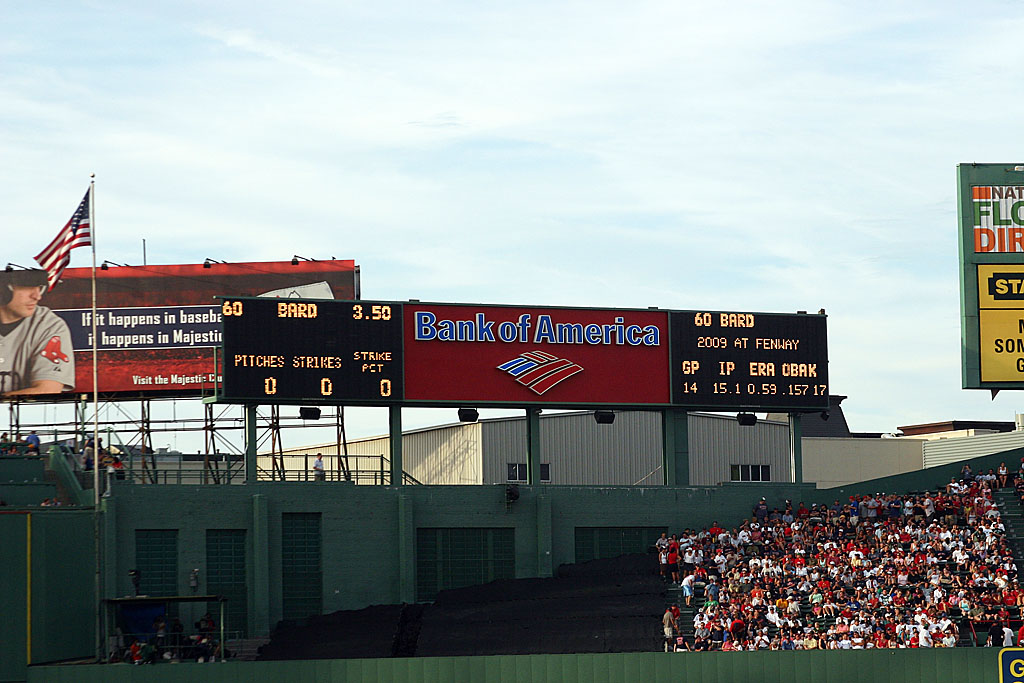 If it happens in baseba
it happens in Majesti
Visit the Majestic
60 BARD 3.50
PITCHES STRIKES STRIKE PCT
0 0 0
Bank of America
60 BARD
2009 AT FENWAY
GP IP ERA OBAK
14 15.1 0.59 .157 17
NAT
FLO
DIR
STA
SOM
G